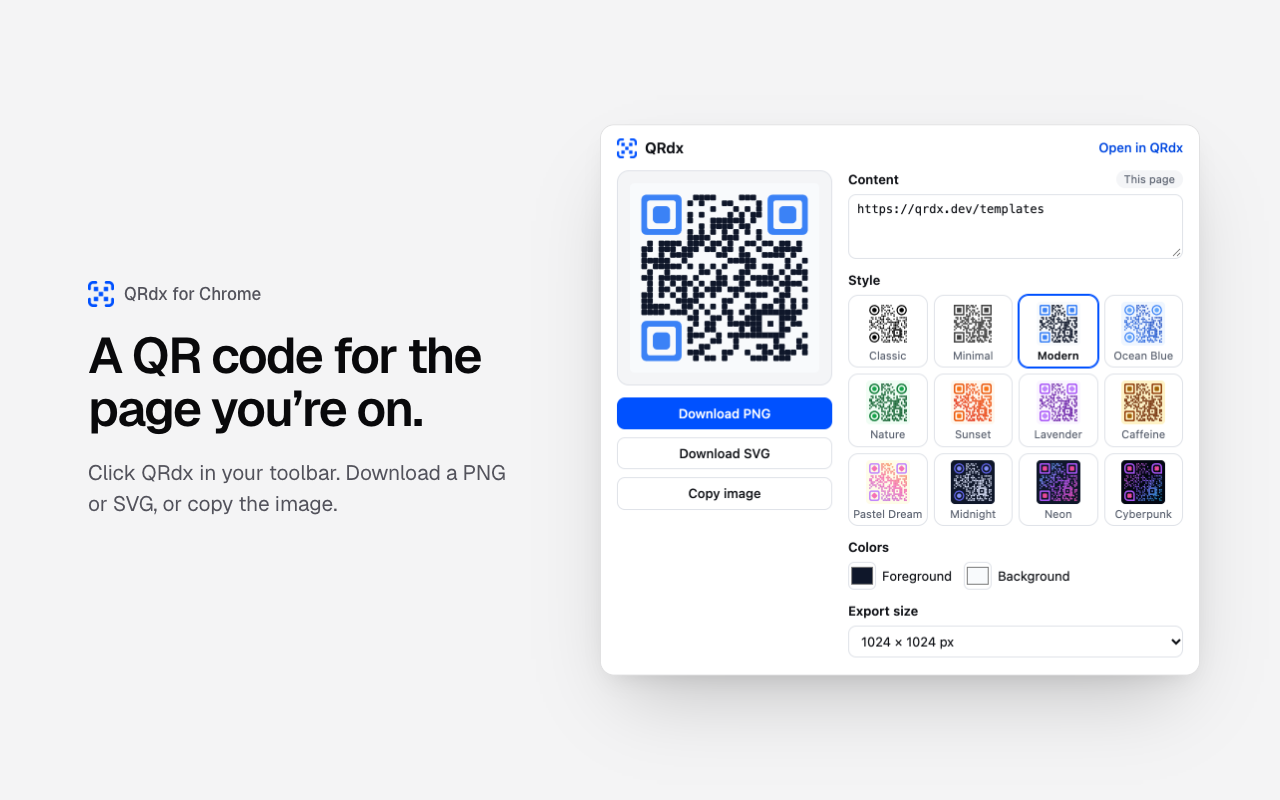 QRdx for Chrome
A QR code for the
page you’re on.
Click QRdx in your toolbar. Download a PNG
or SVG, or copy the image.
QRdx
Open in QRdx
Download PNG
Download SVG
Copy image
Content
This page
https://qrdx.dev/templates
Style
Classic
Minimal
Modern
Ocean Blue
Nature
Sunset
Lavender
Caffeine
Pastel Dream
Midnight
Neon
Cyberpunk
Colors
Foreground
Background
Export size
1024 × 1024 px